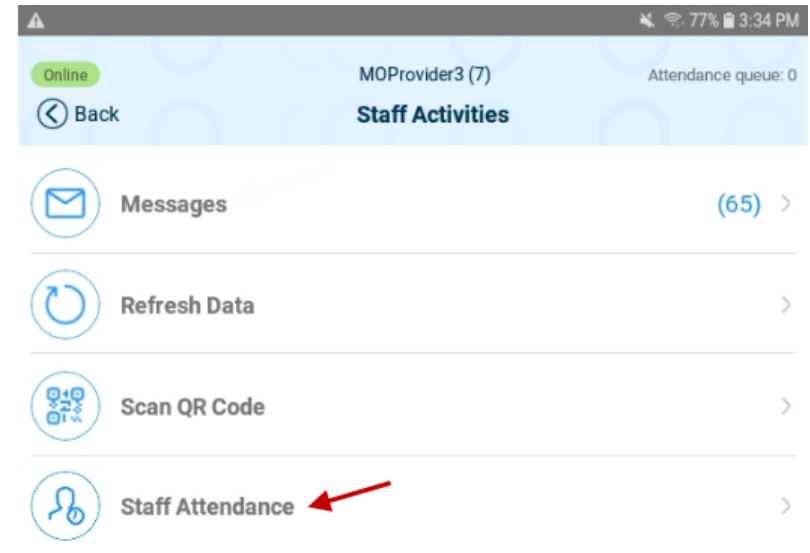 77% 3:34 PM
Online MOProvider3 (7) Attendance queue: 0
Back Staff Activities
Messages (65)
Refresh Data
Scan QR Code
Staff Attendance